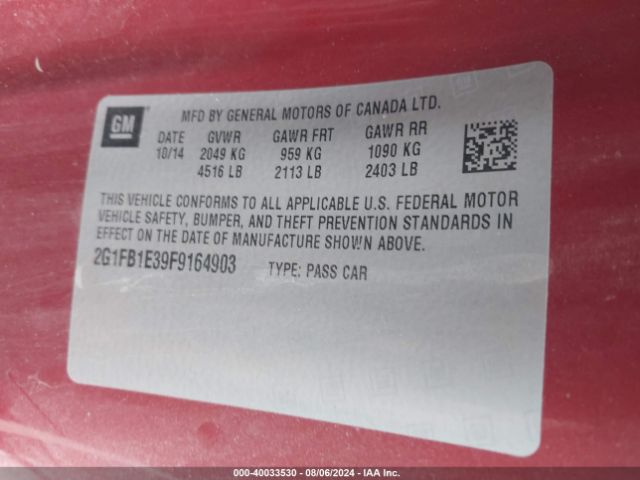 GM
MFD BY GENERAL MOTORS OF CANADA LTD.
DATE GVWR GAWR FRT GAWR RR
10/14 2049 KG 959 KG 1090 KG
4516 LB 2113 LB 2403 LB
THIS VEHICLE CONFORMS TO ALL APPLICABLE U.S. FEDERAL MOTOR
VEHICLE SAFETY, BUMPER, AND THEFT PREVENTION STANDARDS IN
EFFECT ON THE DATE OF MANUFACTURE SHOWN ABOVE.
2G1FB1E39F9164903 TYPE: PASS CAR
000-40033530 - 08/06/2024 - IAA Inc.